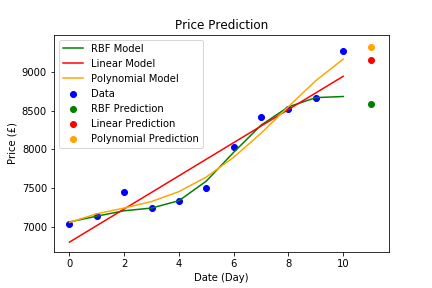 Price Prediction
RBF Model
Linear Model
Polynomial Model
Data
RBF Prediction
Linear Prediction
Polynomial Prediction
Price (£)
9000
8500
8000
7500
7000
0 2 4 6 8 10
Date (Day)